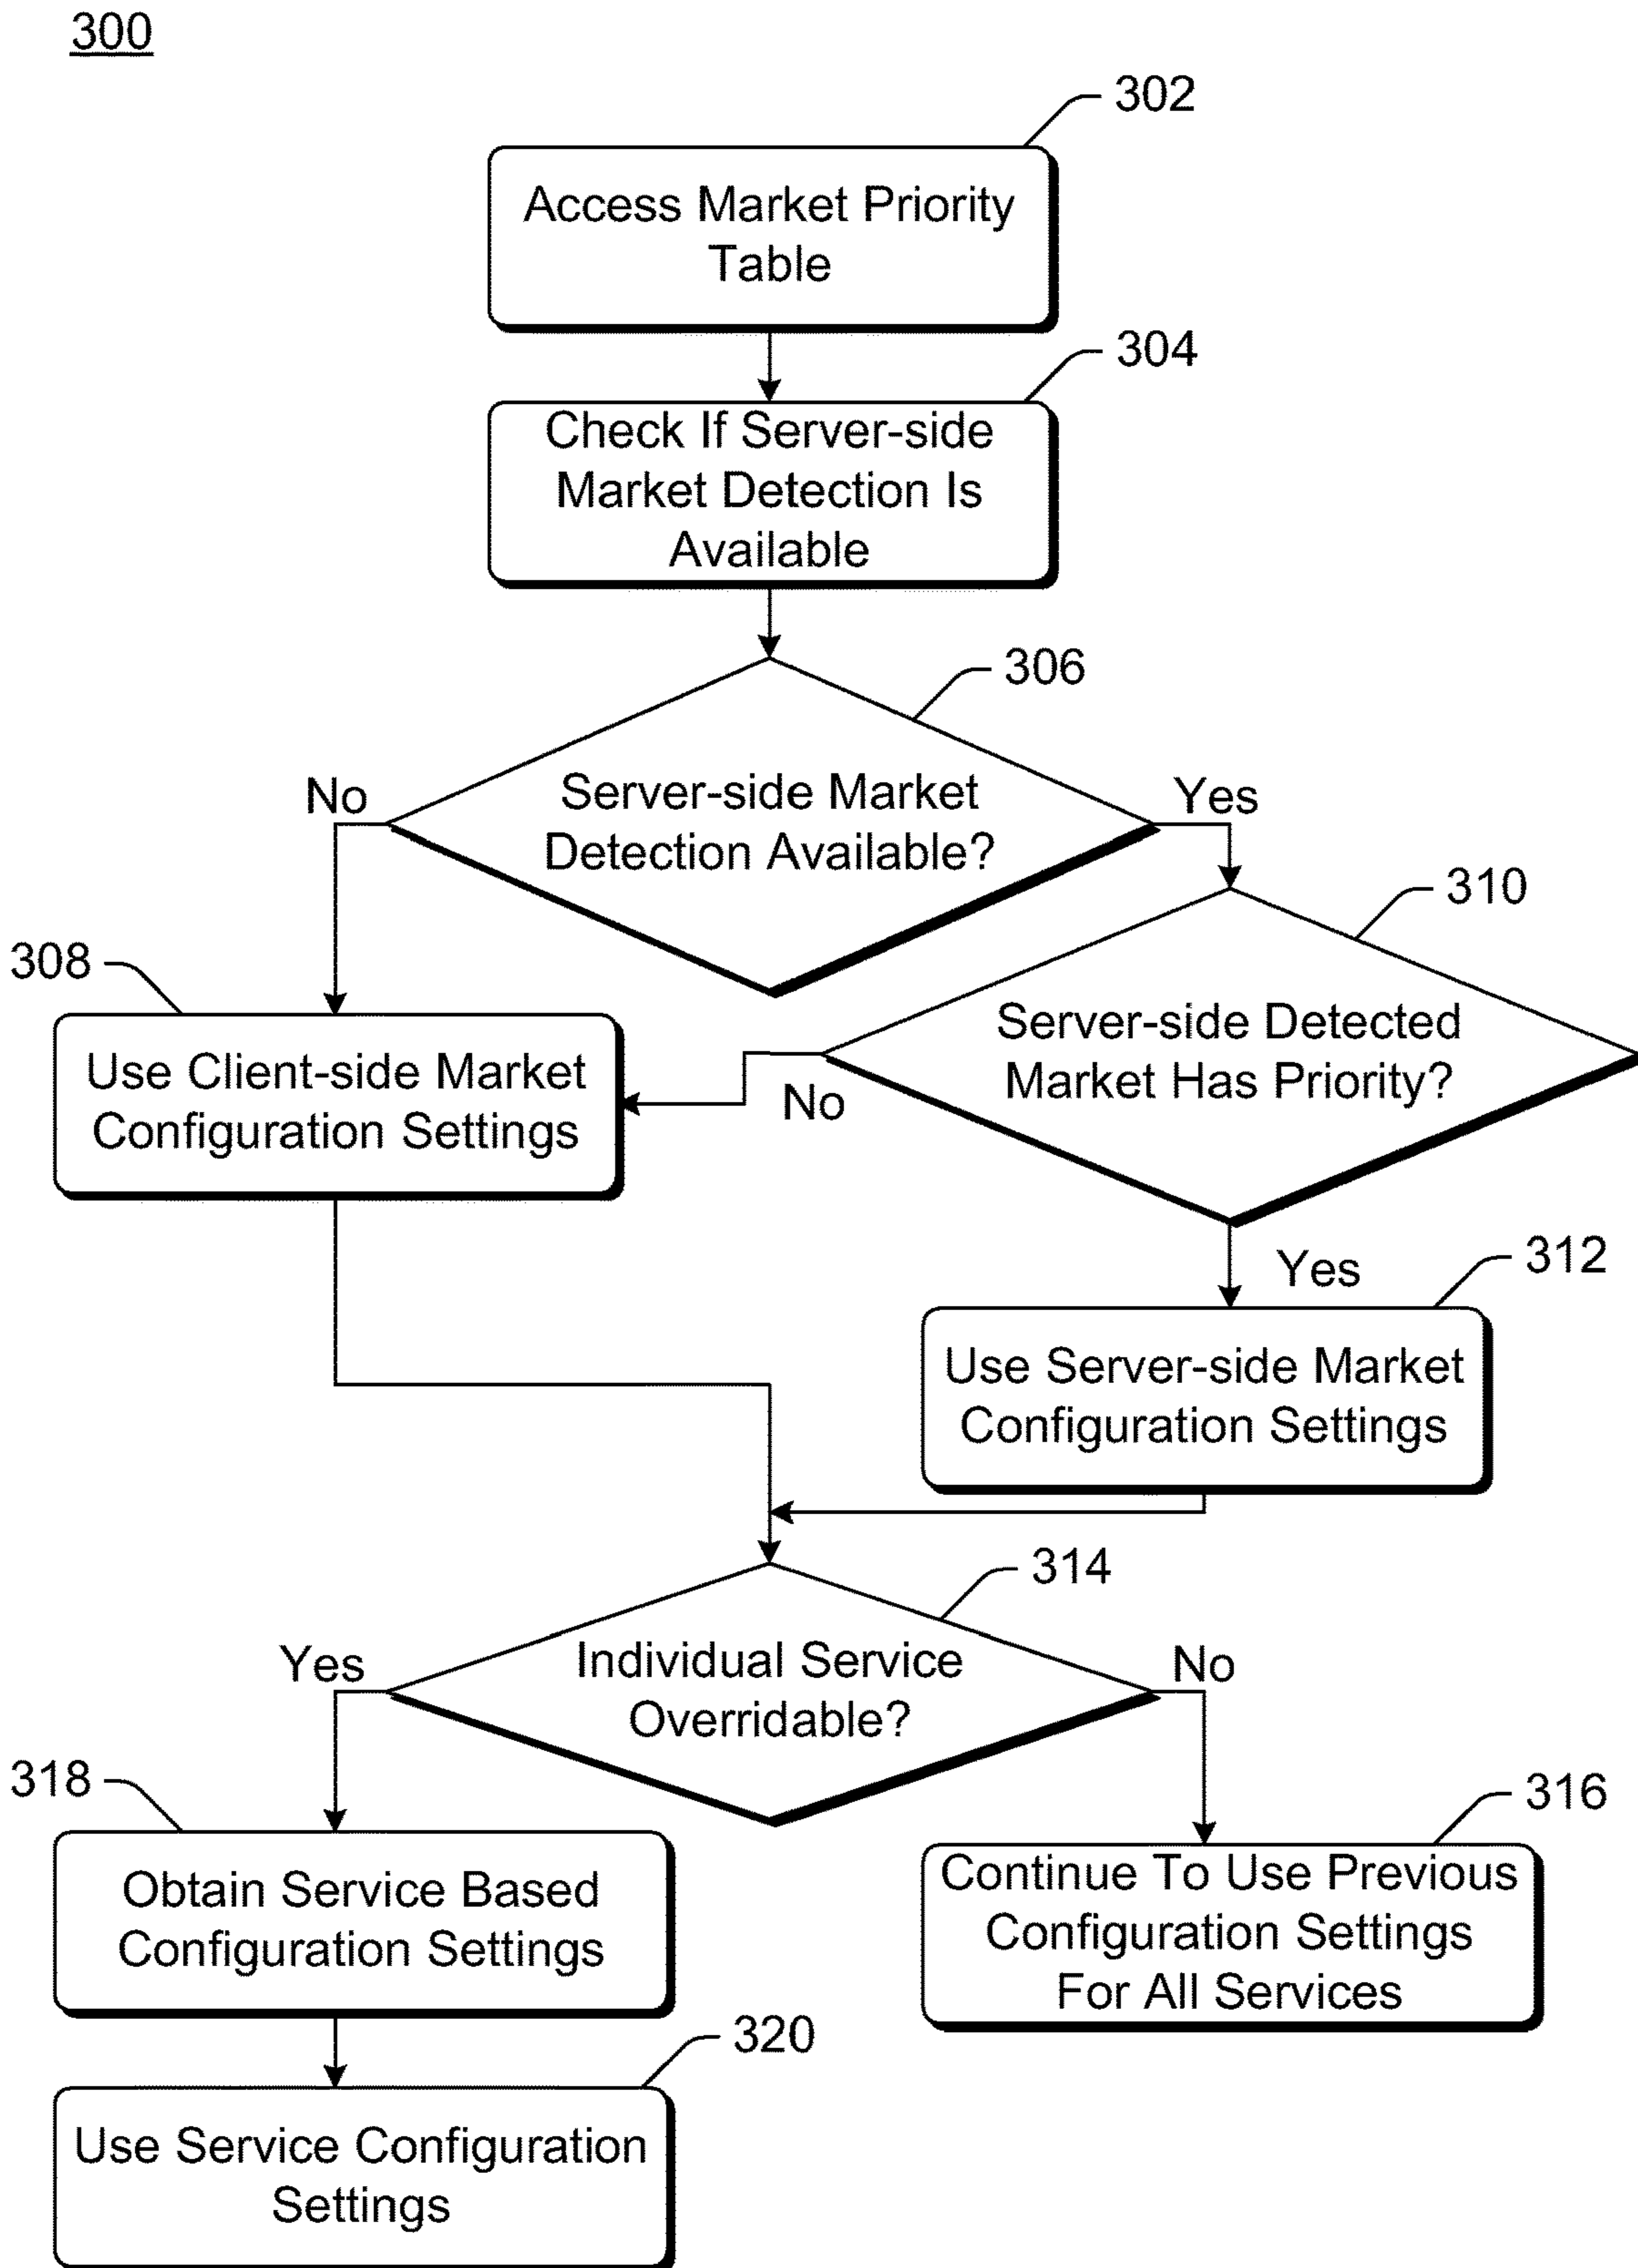 300
302
Access Market Priority
Table
304
Check If Server-side
Market Detection Is
Available
306
No
Server-side Market
Detection Available?
Yes
310
308
Server-side Detected
Market Has Priority?
Use Client-side Market
Configuration Settings
No
Yes
312
Use Server-side Market
Configuration Settings
314
Yes
Individual Service
Overridable?
No
318
316
Obtain Service Based
Configuration Settings
Continue To Use Previous
Configuration Settings
For All Services
320
Use Service Configuration
Settings